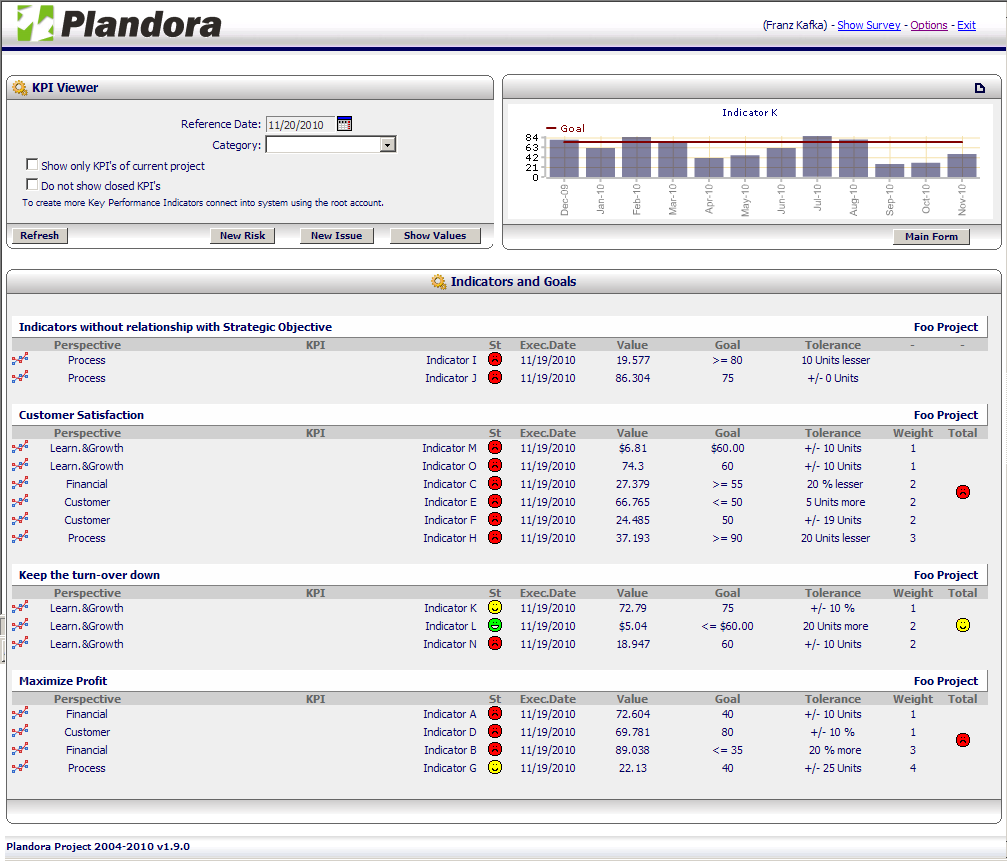 Plandora
(Franz Kafka) - Show Survey - Options - Exit
KPI Viewer
Reference Date: 11/20/2010
Category:
Show only KPI's of current project
Do not show closed KPI's
To create more Key Performance Indicators connect into system using the root account.
Refresh New Risk New Issue Show Values
Indicator K
Goal
84
63
42
21
0
Dec-09 Jan-10 Feb-10 Mar-10 Apr-10 May-10 Jun-10 Jul-10 Aug-10 Sep-10 Oct-10 Nov-10
Main Form
Indicators and Goals
Indicators without relationship with Strategic Objective Foo Project
Perspective KPI St Exec.Date Value Goal Tolerance - -
Process Indicator I 11/19/2010 19.577 >= 80 10 Units lesser
Process Indicator J 11/19/2010 86.304 75 +/- 0 Units
Customer Satisfaction Foo Project
Perspective KPI St Exec.Date Value Goal Tolerance Weight Total
Learn.&Growth Indicator M 11/19/2010 $6.81 $60.00 +/- 10 Units 1
Learn.&Growth Indicator O 11/19/2010 74.3 60 +/- 10 Units 1
Financial Indicator C 11/19/2010 27.379 >= 55 20 % lesser 2
Customer Indicator E 11/19/2010 66.765 <= 50 5 Units more 2
Customer Indicator F 11/19/2010 24.485 50 +/- 19 Units 2
Process Indicator H 11/19/2010 37.193 >= 90 20 Units lesser 3
Keep the turn-over down Foo Project
Perspective KPI St Exec.Date Value Goal Tolerance Weight Total
Learn.&Growth Indicator K 11/19/2010 72.79 75 +/- 10 % 1
Learn.&Growth Indicator L 11/19/2010 $5.04 <= $60.00 20 Units more 2
Learn.&Growth Indicator N 11/19/2010 18.947 60 +/- 10 Units 2
Maximize Profit Foo Project
Perspective KPI St Exec.Date Value Goal Tolerance Weight Total
Financial Indicator A 11/19/2010 72.604 40 +/- 10 Units 1
Customer Indicator D 11/19/2010 69.781 80 +/- 10 % 1
Financial Indicator B 11/19/2010 89.038 <= 35 20 % more 3
Process Indicator G 11/19/2010 22.13 40 +/- 25 Units 4
Plandora Project 2004-2010 v1.9.0